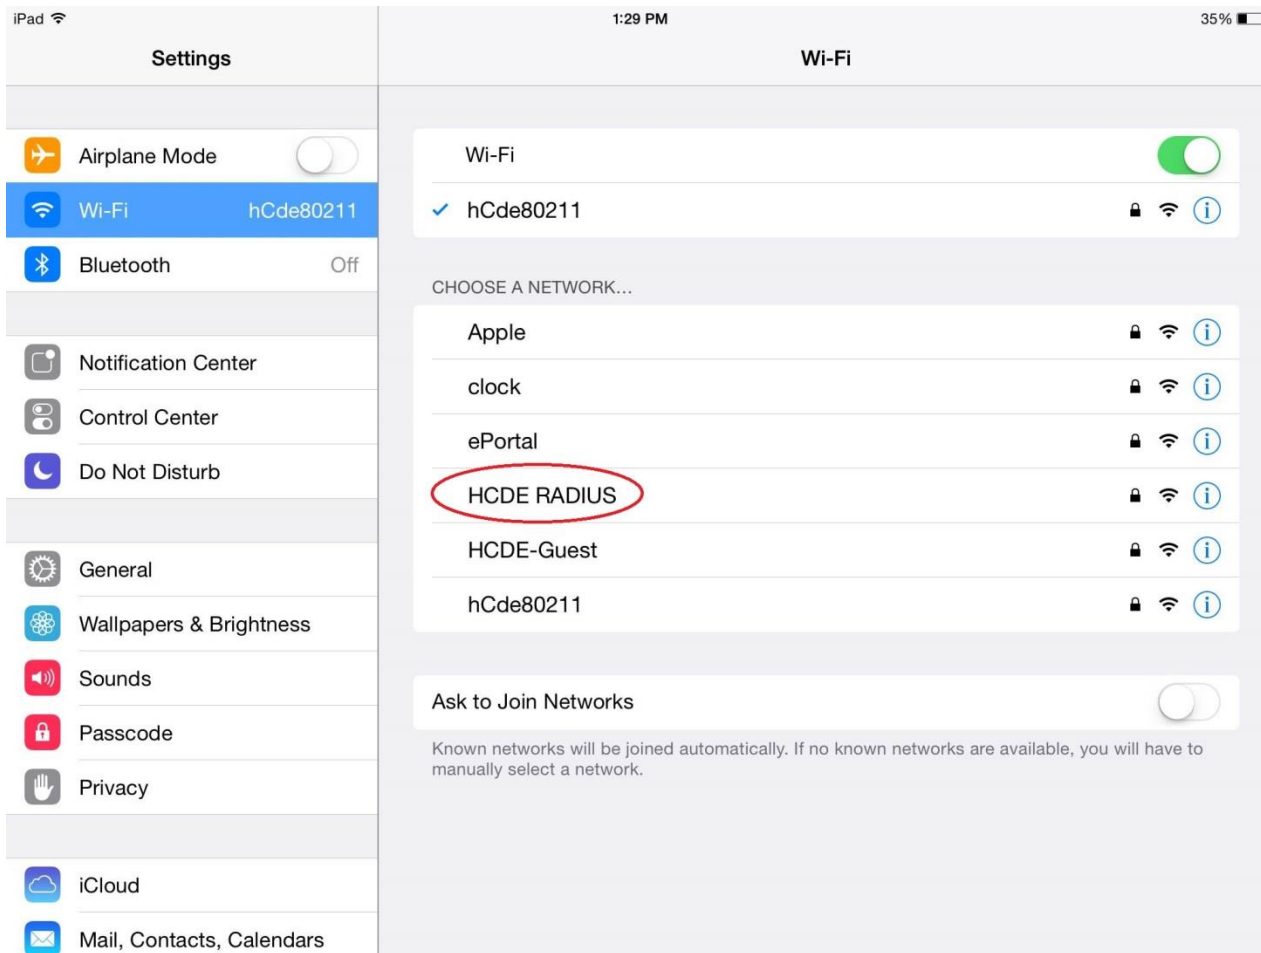 iPad
1:29 PM
35%
Settings
Wi-Fi
Airplane Mode
Wi-Fi hCde80211
Bluetooth Off
Notification Center
Control Center
Do Not Disturb
General
Wallpapers & Brightness
Sounds
Passcode
Privacy
iCloud
Mail, Contacts, Calendars
Wi-Fi
hCde80211
CHOOSE A NETWORK...
Apple
clock
ePortal
HCDE RADIUS
HCDE-Guest
hCde80211
Ask to Join Networks
Known networks will be joined automatically. If no known networks are available, you will have to
manually select a network.